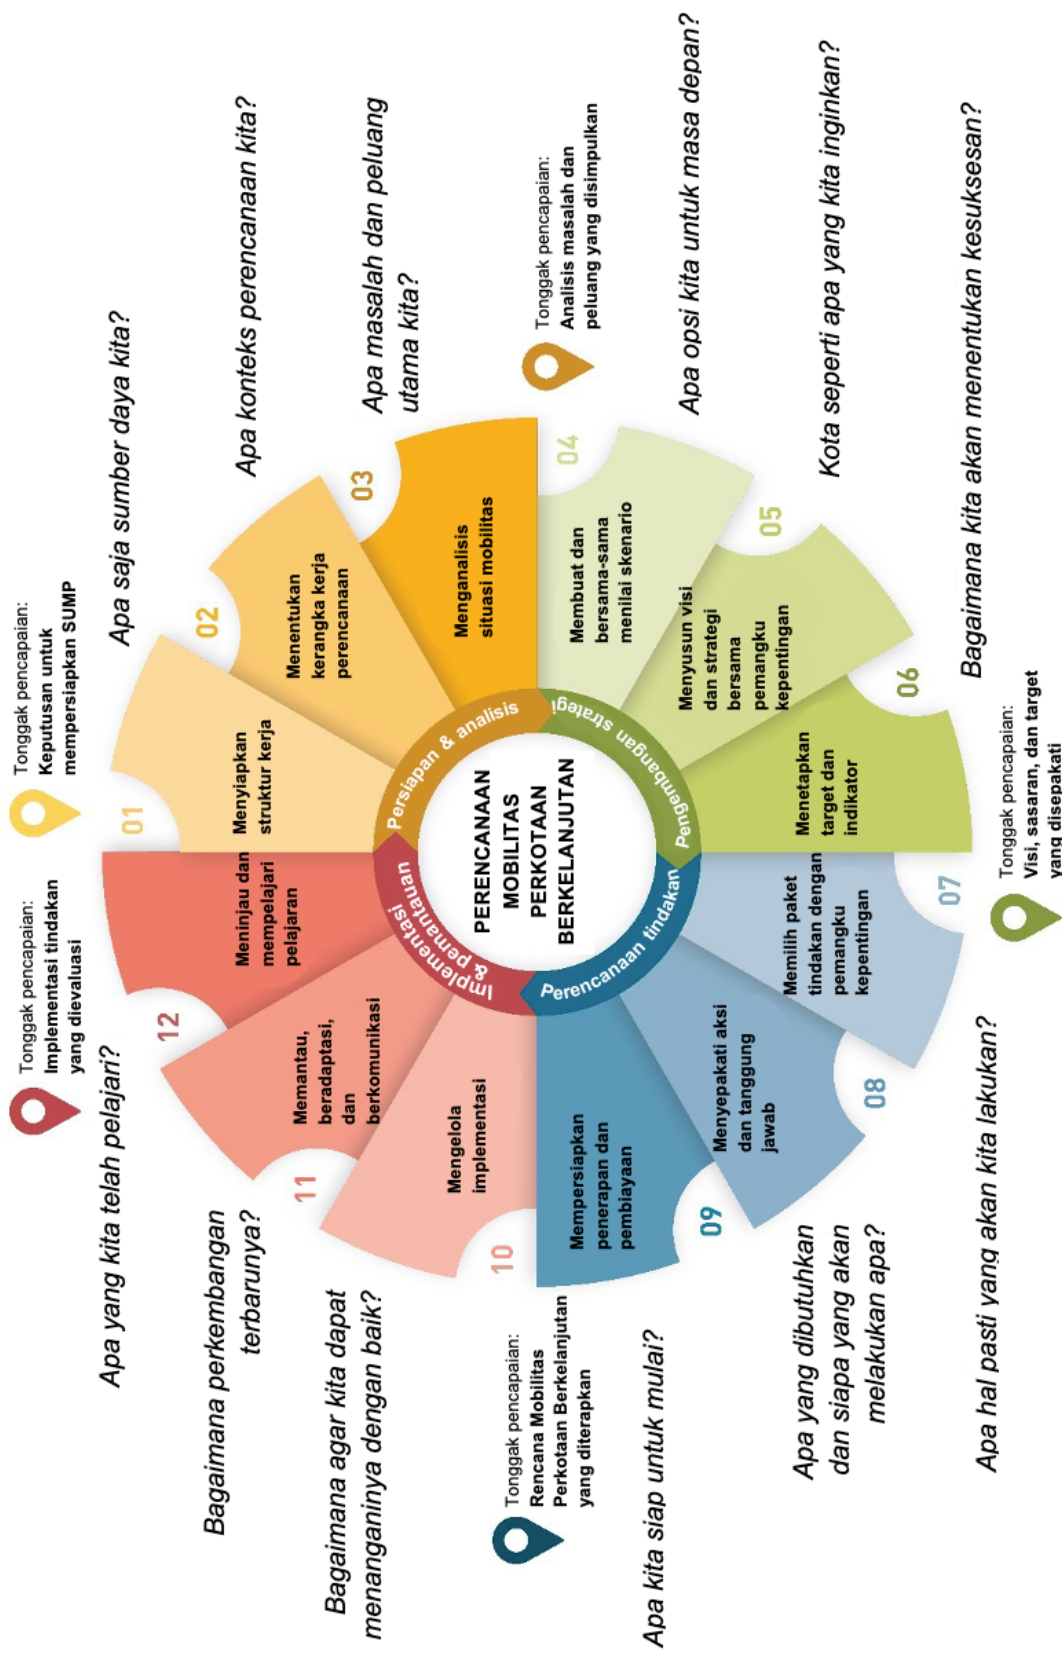 PERENCANAAN
MOBILITAS
PERKOTAAN
BERKELANJUTAN
Persiapan & analisis
Pengembangan strategi
Perencanaan tindakan
Implementasi
& pemantauan
Tonggak pencapaian:
Keputusan untuk
mempersiapkan SUMP
01
Menyiapkan
struktur kerja
Apa saja sumber daya kita?
02
Menentukan
kerangka kerja
perencanaan
Apa konteks perencanaan kita?
03
Menganalisis
situasi mobilitas
Apa masalah dan peluang
utama kita?
Tonggak pencapaian:
Analisis masalah dan
peluang yang disimpulkan
04
Membuat dan
bersama-sama
menilai skenario
Apa opsi kita untuk masa depan?
05
Menyusun visi
dan strategi
bersama
pemangku
kepentingan
Kota seperti apa yang kita inginkan?
06
Menetapkan
target dan
indikator
Bagaimana kita akan menentukan kesuksesan?
Tonggak pencapaian:
Visi, sasaran, dan target
yang disepakati
07
Memilih paket
tindakan dengan
pemangku
kepentingan
Apa hal pasti yang akan kita lakukan?
08
Menyepakati aksi
dan tanggung
jawab
Apa yang dibutuhkan
dan siapa yang akan
melakukan apa?
09
Mempersiapkan
penerapan dan
pembiayaan
Apa kita siap untuk mulai?
Tonggak pencapaian:
Rencana Mobilitas
Perkotaan Berkelanjutan
yang diterapkan
10
Mengelola
implementasi
Bagaimana agar kita dapat
menanganinya dengan baik?
11
Memantau,
beradaptasi,
dan
berkomunikasi
Bagaimana perkembangan
terbarunya?
12
Meninjau dan
mempelajari
pelajaran
Apa yang kita telah pelajari?
Tonggak pencapaian:
Implementasi tindakan
yang dievaluasi